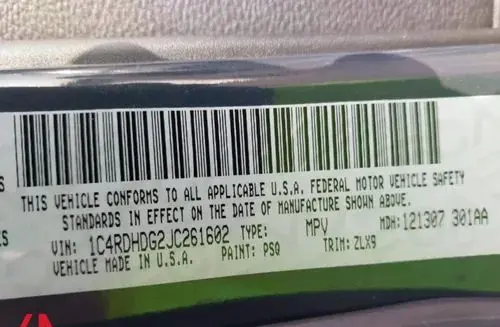 THIS VEHICLE CONFORMS TO ALL APPLICABLE U.S.A. FEDERAL MOTOR VEHICLE SAFETY
STANDARDS IN EFFECT ON THE DATE OF MANUFACTURE SHOWN ABOVE.
VIN: 1C4RDHDG2JC261602 TYPE: MPV MDH: 121307 301AA
VEHICLE MADE IN U.S.A. PAINT: PSQ TRIM: ZLX9